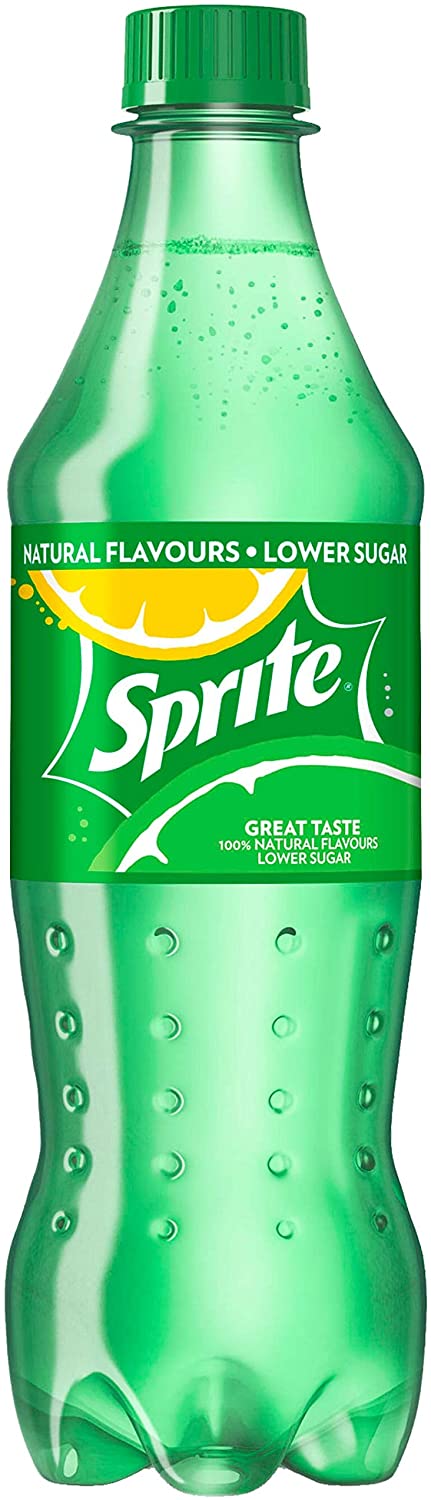 NATURAL FLAVOURS • LOWER SUGAR
Sprite®
GREAT TASTE
100% NATURAL FLAVOURS
LOWER SUGAR